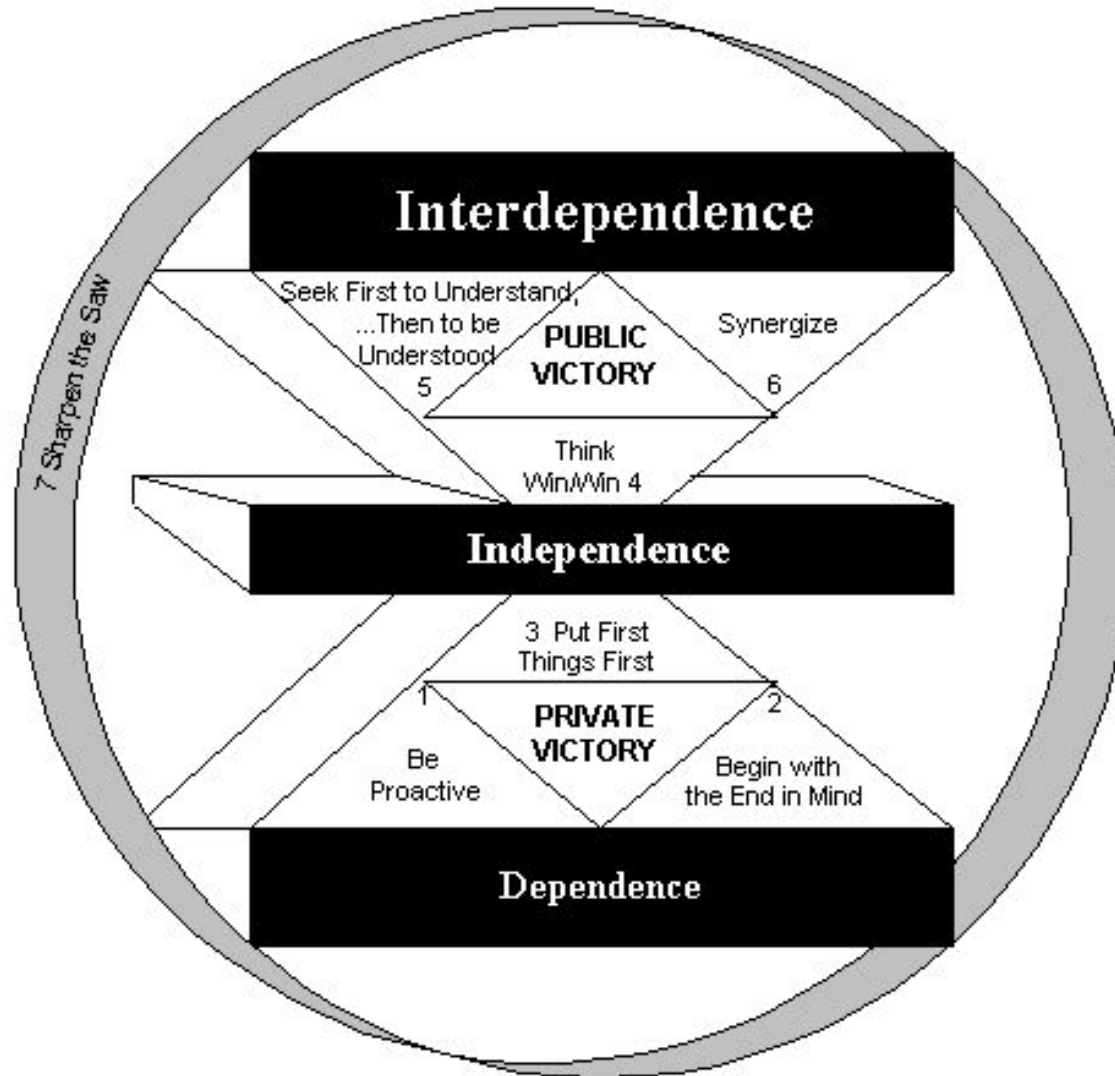 Interdependence
Seek First to Understand,
...Then to be
Understood
5
PUBLIC
VICTORY
Synergize
6
Think
Win/Win 4
7 Sharpen the Saw
Independence
3 Put First
Things First
1
PRIVATE
VICTORY
2
Be
Proactive
Begin with
the End in Mind
Dependence